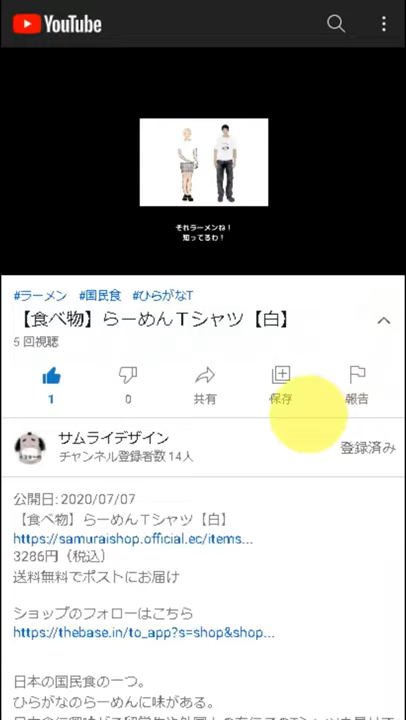 YouTube
それラーメンね！
知ってるわ！
#ラーメン #国民食 #ひらがなT
【食べ物】らーめんＴシャツ【白】
5 回視聴
1 0 共有 保存 報告
サムライデザイン
チャンネル登録者数 14人
登録済み
公開日: 2020/07/07
【食べ物】らーめんＴシャツ【白】
https://samuraishop.official.ec/items...
3286円（税込）
送料無料でポストにお届け
ショップのフォローはこちら
https://thebase.in/to_app?s=shop&shop...
日本の国民食の一つ。
ひらがなのらーめんに味がある。